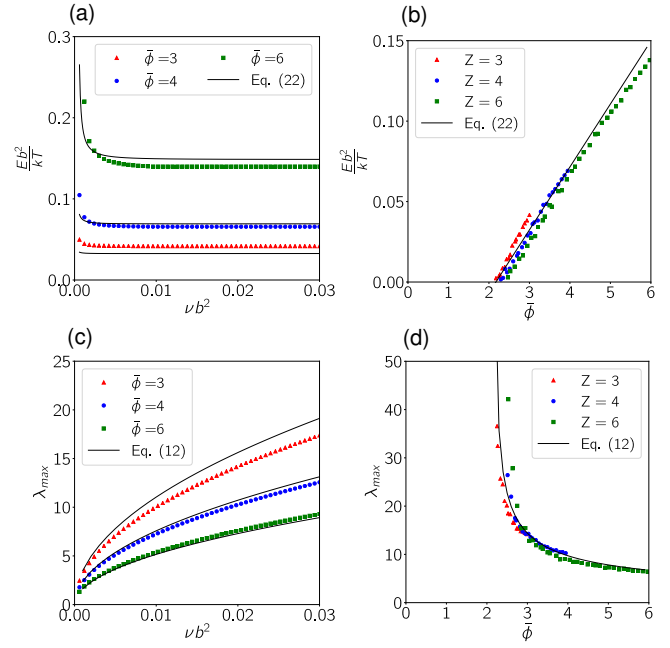 (a)
0.3
0.2
0.1
0.0
0.00 0.01 0.02 0.03
Eb²/kT
νb²
ϕ̄ =3
ϕ̄ =4
ϕ̄ =6
Eq. (22)
(b)
0.15
0.10
0.05
0.00
0 1 2 3 4 5 6
Eb²/kT
ϕ̄
Z = 3
Z = 4
Z = 6
Eq. (22)
(c)
25
20
15
10
5
0
0.00 0.01 0.02 0.03
λmax
νb²
ϕ̄ =3
ϕ̄ =4
ϕ̄ =6
Eq. (12)
(d)
50
40
30
20
10
0
0 1 2 3 4 5 6
λmax
ϕ̄
Z = 3
Z = 4
Z = 6
Eq. (12)